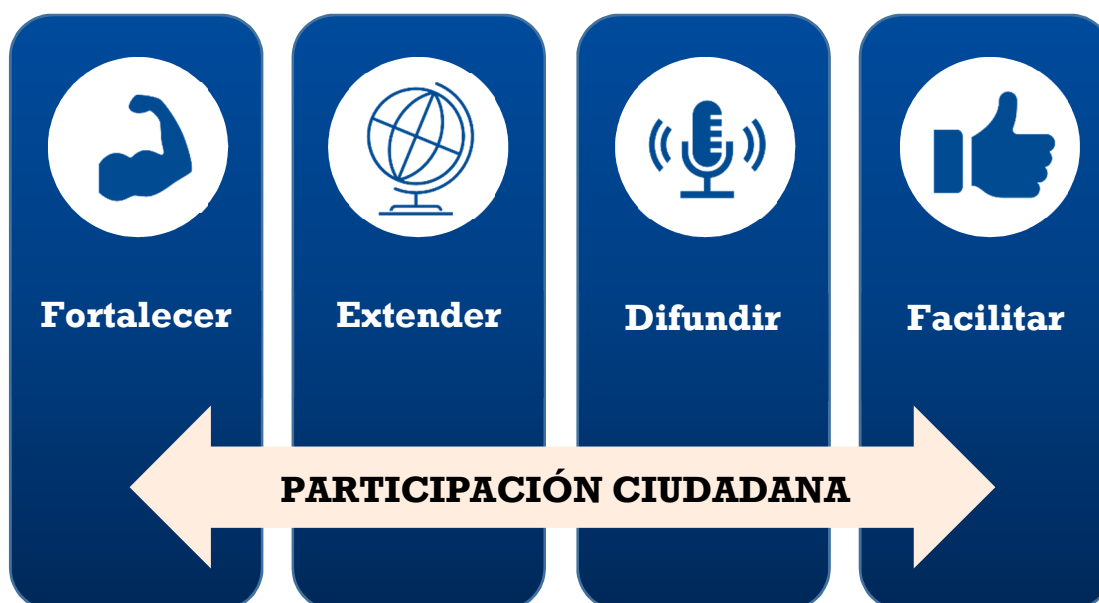 Fortalecer
Extender
Difundir
Facilitar
PARTICIPACIÓN CIUDADANA